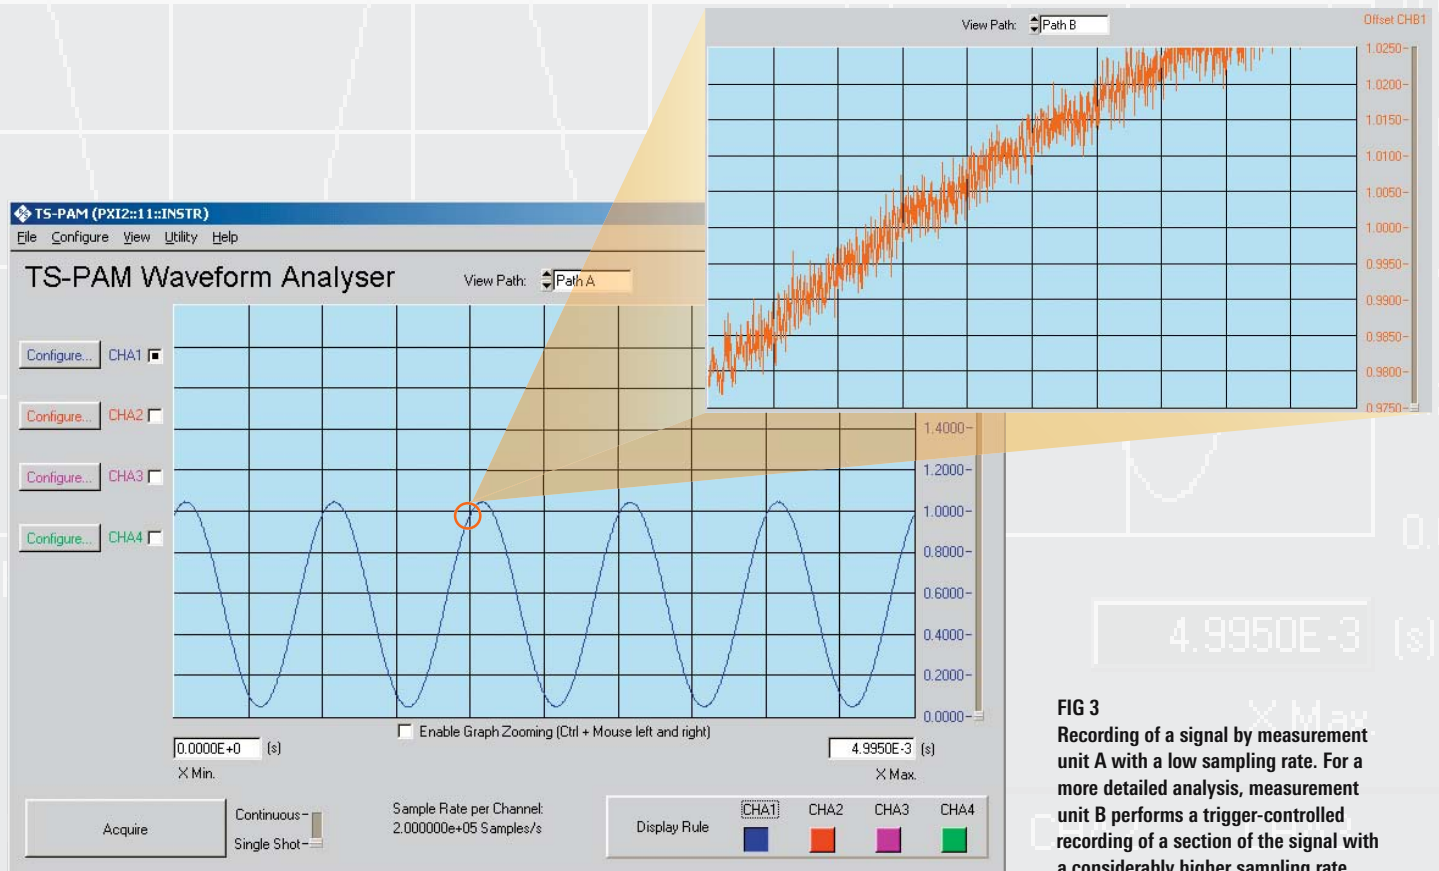 View Path: Path B
Offset CHB1
1.0250-
1.0200-
1.0150-
1.0100-
1.0050-
1.0000-
0.9950-
0.9900-
0.9850-
0.9800-
0.9750-
TS-PAM (PXI2::11::INSTR)
File Configure View Utility Help
TS-PAM Waveform Analyser
View Path: Path A
Configure... CHA1
Configure... CHA2
Configure... CHA3
Configure... CHA4
1.4000-
1.2000-
1.0000-
0.8000-
0.6000-
0.4000-
0.2000-
0.0000-
Enable Graph Zooming (Ctrl + Mouse left and right)
0.0000E+0 (s)
X Min.
4.9950E-3 (s)
X Max.
Acquire
Continuous-
Single Shot-
Sample Rate per Channel:
2.000000e+05 Samples/s
Display Rule
CHA1 CHA2 CHA3 CHA4
0.
4.9950E-3 (s)
X Max
FIG 3
Recording of a signal by measurement
unit A with a low sampling rate. For a
more detailed analysis, measurement
unit B performs a trigger-controlled
recording of a section of the signal with
a considerably higher sampling rate